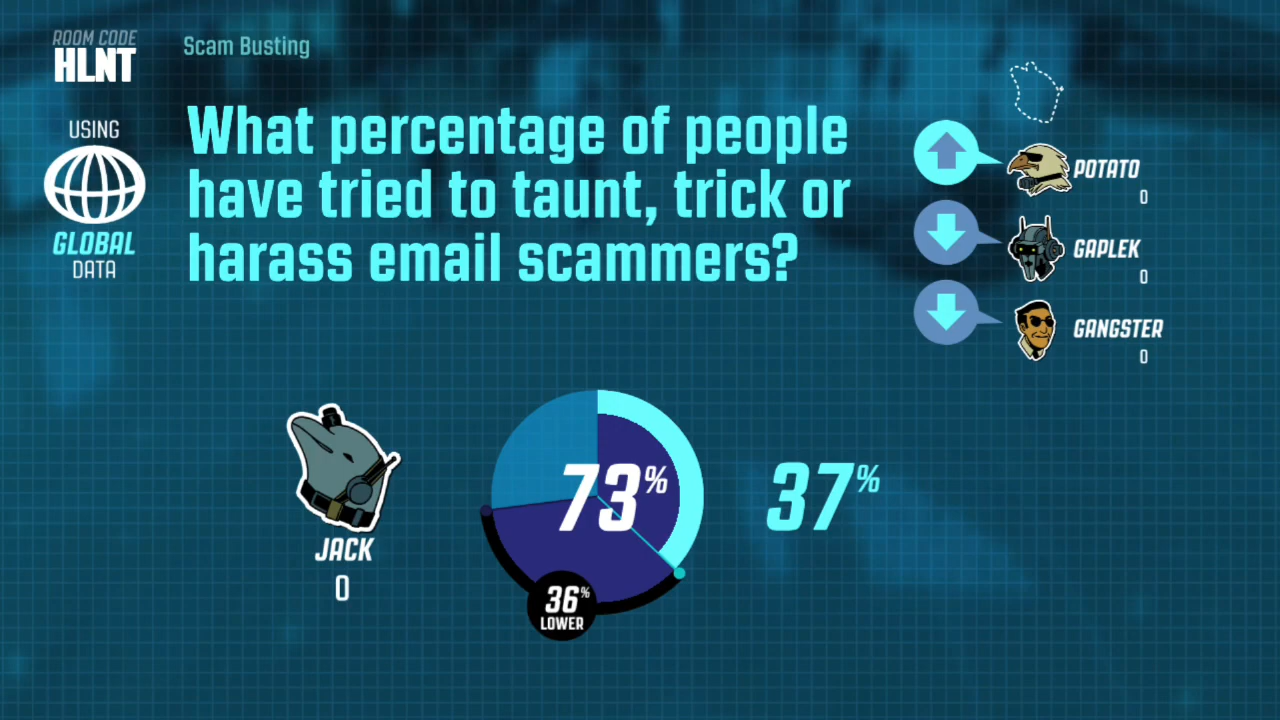 ROOM CODE
HLNT
Scam Busting
USING
GLOBAL
DATA
What percentage of people
have tried to taunt, trick or
harass email scammers?
POTATO
0
GAPLEK
0
GANGSTER
0
JACK
0
73%
36%
LOWER
37%